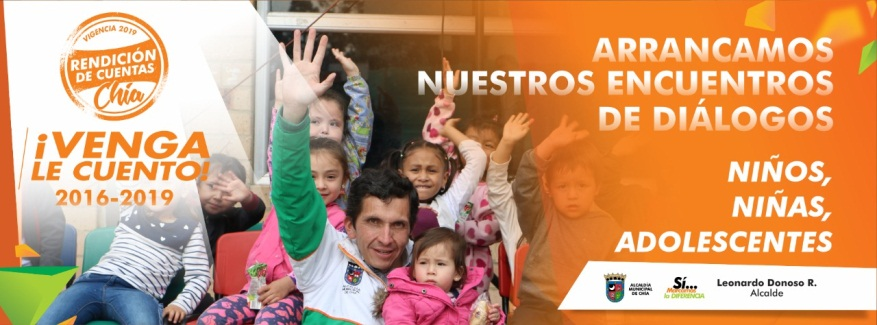 VIGENCIA 2019
RENDICIÓN
DE CUENTAS
Chía
¡VENGA
LE CUENTO!
2016-2019
ARRANCAMOS
NUESTROS ENCUENTROS
DE DIÁLOGOS
NIÑOS,
NIÑAS,
ADOLESCENTES
ALCALDÍA
MUNICIPAL
DE CHÍA
Sí...
Marcamos
la DIFERENCIA
Leonardo Donoso R.
Alcalde